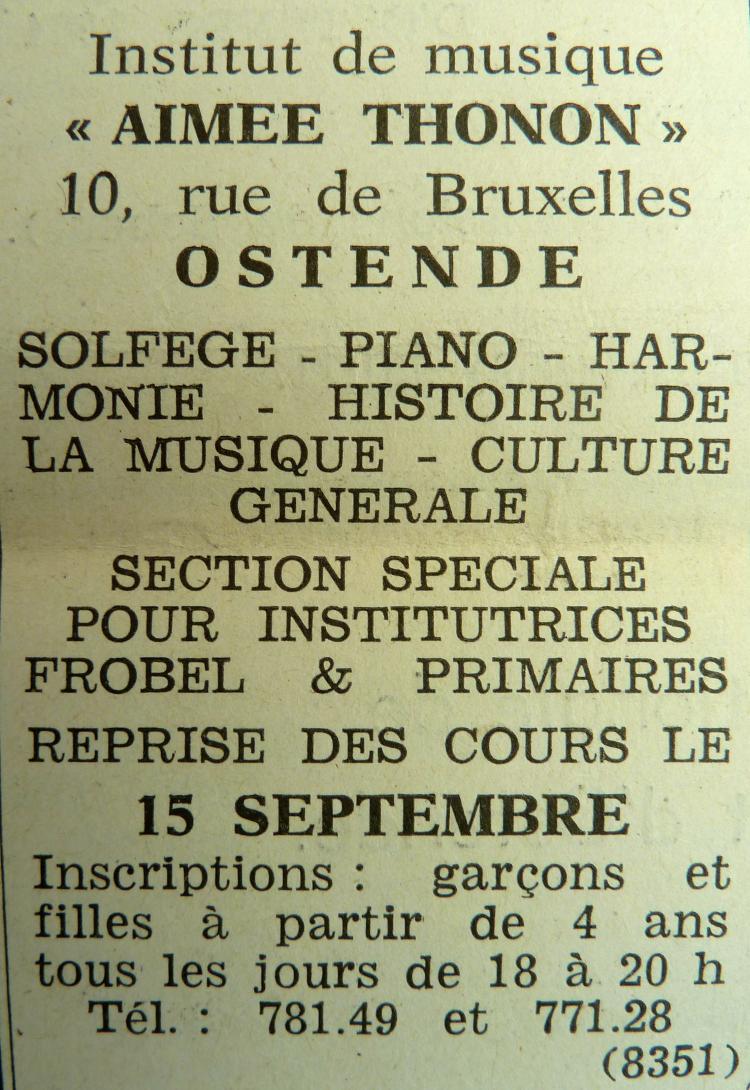 Institut de musique
« AIMEE THONON »
10, rue de Bruxelles
OSTENDE
SOLFEGE - PIANO - HAR-
MONIE - HISTOIRE DE
LA MUSIQUE - CULTURE
GENERALE
SECTION SPECIALE
POUR INSTITUTRICES
FROBEL & PRIMAIRES
REPRISE DES COURS LE
15 SEPTEMBRE
Inscriptions : garçons et
filles à partir de 4 ans
tous les jours de 18 à 20 h
Tél. : 781.49 et 771.28
(8351)